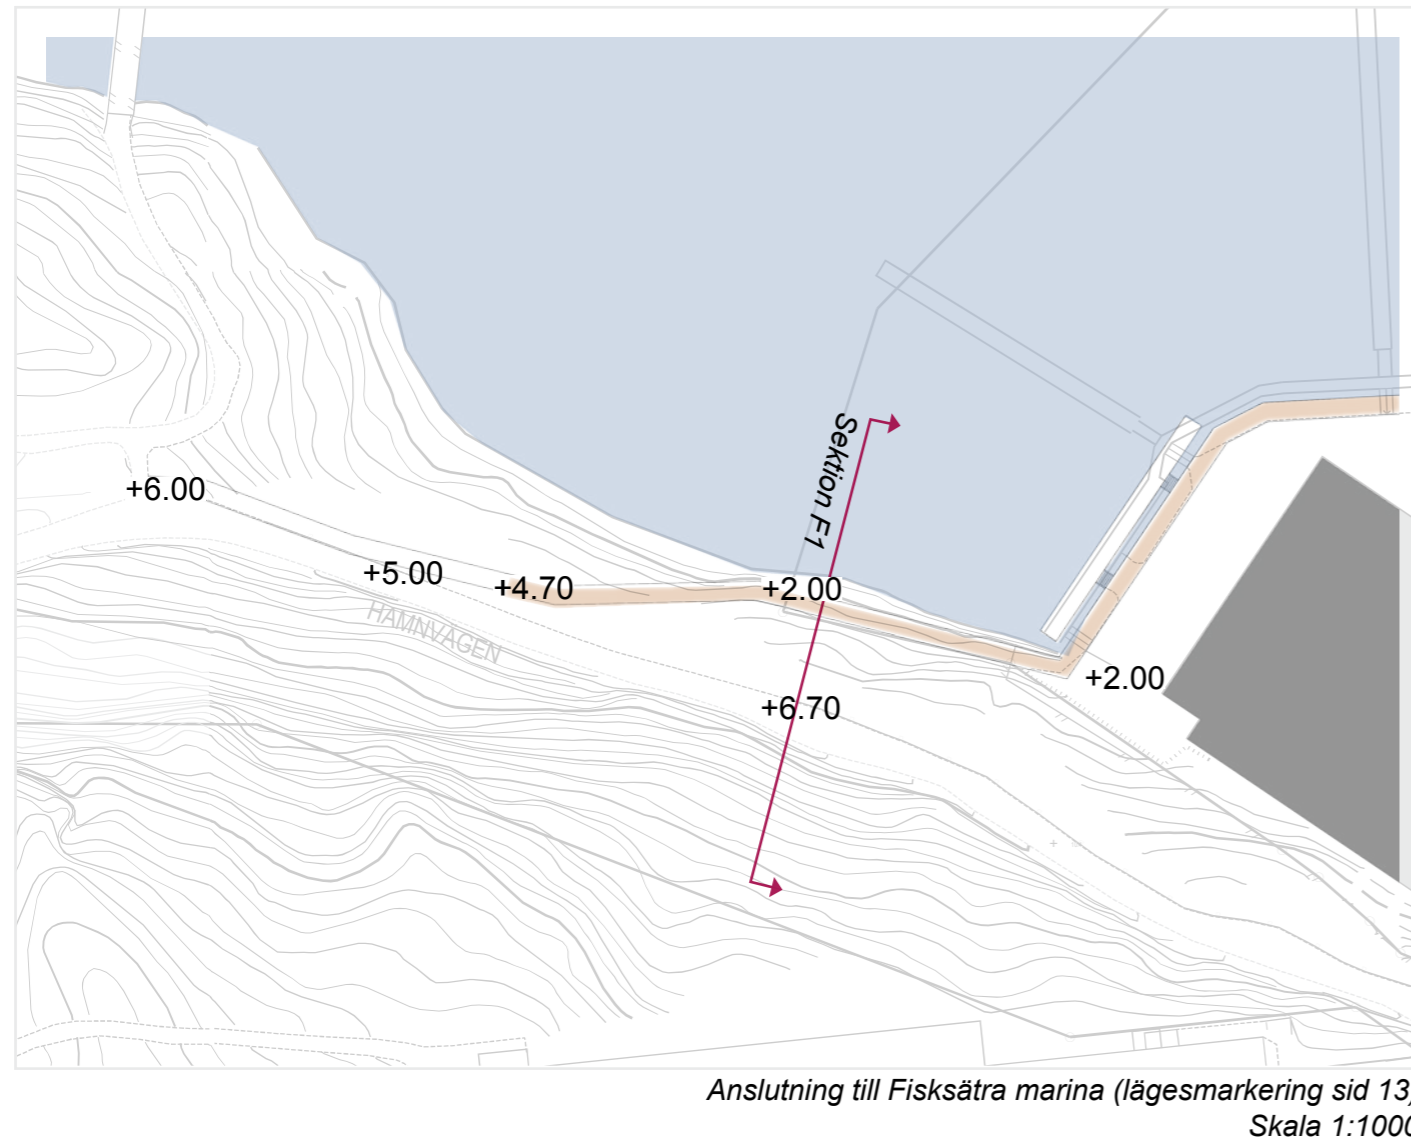 Sektion F1
+6.00
+5.00
+4.70
+2.00
HAMNVÄGEN
+2.00
+6.70
Anslutning till Fisksätra marina (lägesmarkering sid 13)
Skala 1:1000